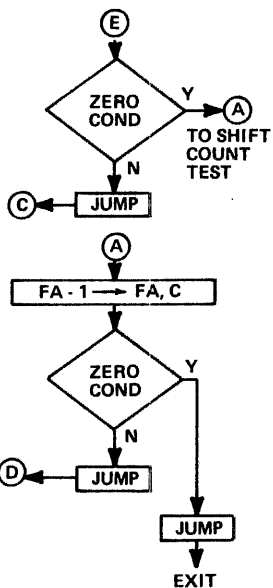 E
ZERO
COND
Y
A
TO SHIFT
COUNT
TEST
N
C
JUMP
A
FA - 1 → FA, C
ZERO
COND
Y
N
D
JUMP
JUMP
EXIT